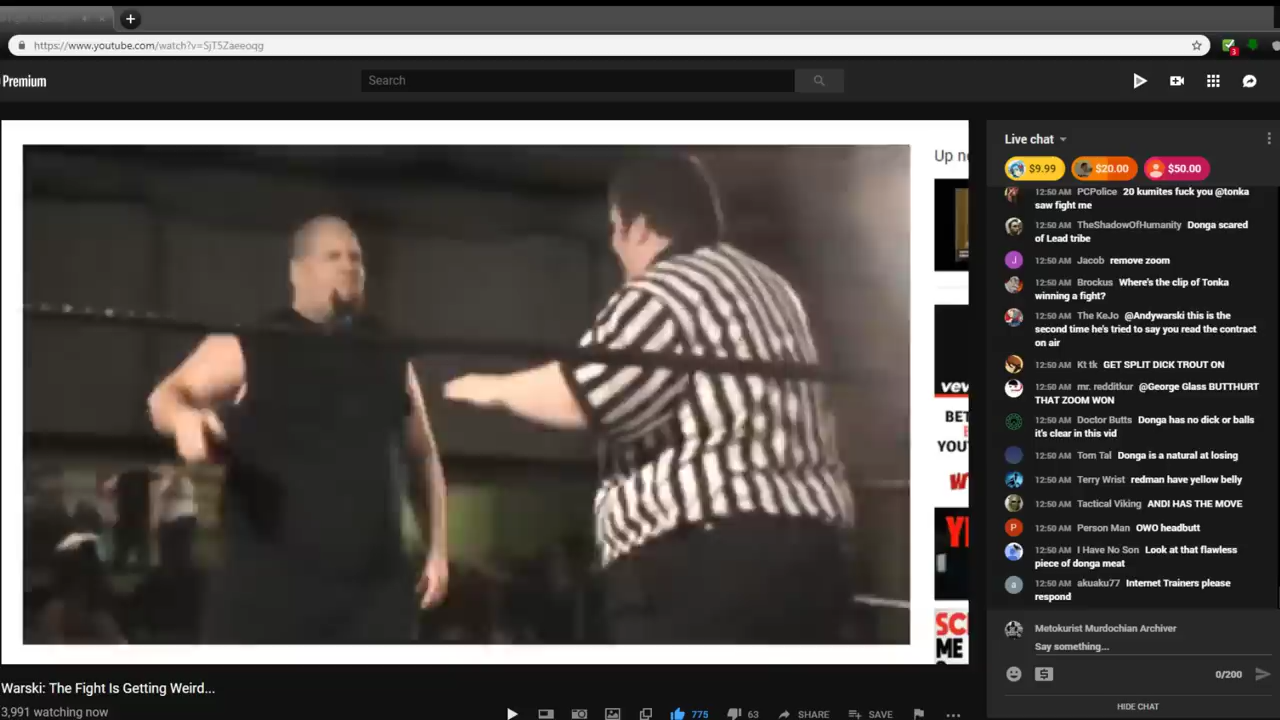 https://www.youtube.com/watch?v=SjT5Zaeeoqg
3
Premium
Search
Up n
vev
BET
YOU
SC
ME
Live chat
$9.99
$20.00
$50.00
12:50 AM PCPolice 20 kumites fuck you @tonka
saw fight me
12:50 AM TheShadowOfHumanity Donga scared
of Lead tribe
J
12:50 AM Jacob remove zoom
12:50 AM Brockus Where's the clip of Tonka
winning a fight?
12:50 AM The KeJo @Andywarski this is the
second time he's tried to say you read the contract
on air
12:50 AM Kt tk GET SPLIT DICK TROUT ON
12:50 AM mr. redditkur @George Glass BUTTHURT
THAT ZOOM WON
12:50 AM Doctor Butts Donga has no dick or balls
it's clear in this vid
12:50 AM Tom Tal Donga is a natural at losing
12:50 AM Terry Wrist redman have yellow belly
12:50 AM Tactical Viking ANDI HAS THE MOVE
P
12:50 AM Person Man OWO headbutt
12:50 AM I Have No Son Look at that flawless
piece of donga meat
a
12:50 AM akuaku77 Internet Trainers please
respond
Metokurist Murdochian Archiver
Say something...
0/200
HIDE CHAT
Warski: The Fight Is Getting Weird...
3,991 watching now
775
63
SHARE
SAVE